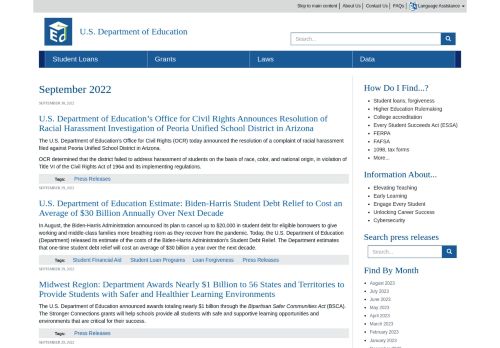 Skip to main content | About Us | Contact Us | FAQs | Language Assistance
U.S. Department of Education
Search...
Student Loans
Grants
Laws
Data
September 2022
SEPTEMBER 30, 2022
U.S. Department of Education's Office for Civil Rights Announces Resolution of
Racial Harassment Investigation of Peoria Unified School District in Arizona
The U.S. Department of Education's Office for Civil Rights (OCR) today announced the resolution of a complaint of racial harassment
filed against Peoria Unified School District in Arizona.
OCR determined that the district failed to address harassment of students on the basis of race, color, and national origin, in violation of
Title VI of the Civil Rights Act of 1964 and its implementing regulations.
Tags: Press Releases
SEPTEMBER 29, 2022
U.S. Department of Education Estimate: Biden-Harris Student Debt Relief to Cost an
Average of $30 Billion Annually Over Next Decade
In August, the Biden-Harris Administration announced its plan to cancel up to $20,000 in student debt for eligible borrowers to give
working and middle-class families more breathing room as they recover from the pandemic. Today, the U.S. Department of Education
(Department) released its estimate of the costs of the Biden-Harris Administration's Student Debt Relief. The Department estimates
that one-time student debt relief will cost an average of $30 billion a year over the next decade.
Tags: Student Financial Aid Student Loan Programs Loan Forgiveness Press Releases
SEPTEMBER 29, 2022
Midwest Region: Department Awards Nearly $1 Billion to 56 States and Territories to
Provide Students with Safer and Healthier Learning Environments
The U.S. Department of Education announced awards totaling nearly $1 billion through the Bipartisan Safer Communities Act (BSCA).
The Stronger Connections grants will help schools provide all students with safe and supportive learning opportunities and
environments that are critical for their success.
Tags: Press Releases
SEPTEMBER 29, 2022
How Do I Find...?
Student loans, forgiveness
Higher Education Rulemaking
College accreditation
Every Student Succeeds Act (ESSA)
FERPA
FAFSA
1098, tax forms
More...
Information About...
Elevating Teaching
Early Learning
Engage Every Student
Unlocking Career Success
Cybersecurity
Search press releases
Search...
Find By Month
August 2023
July 2023
June 2023
May 2023
April 2023
March 2023
February 2023
January 2023